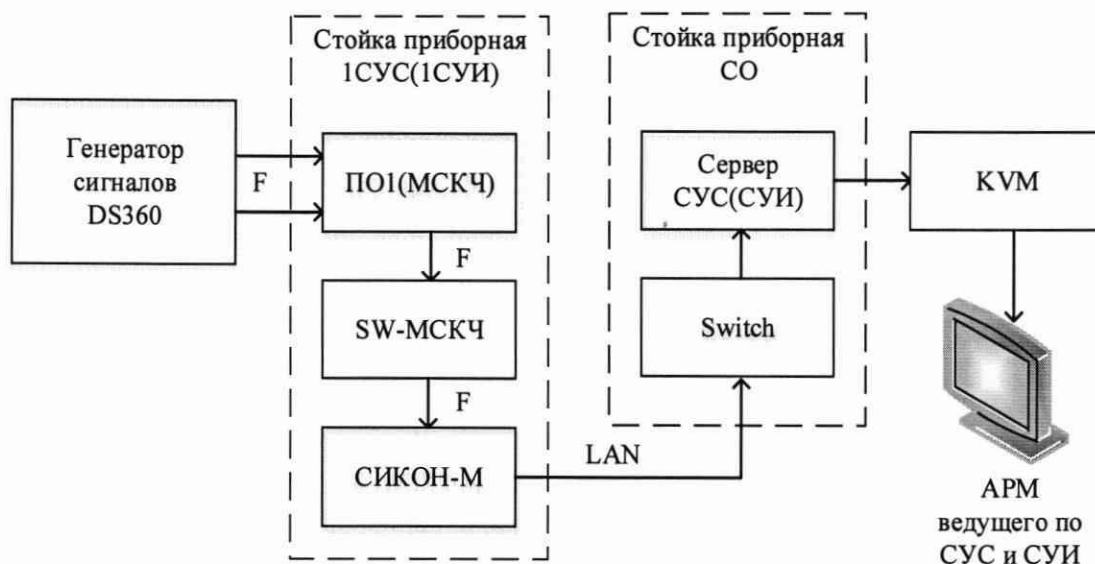 Стойка приборная
1СУС(1СУИ)
Стойка приборная
СО
Генератор
сигналов
DS360
F
ПО1(МСКЧ)
F
SW-МСКЧ
F
СИКОН-М
LAN
Сервер
СУС(СУИ)
Switch
KVM
АРМ
ведущего по
СУС и СУИ